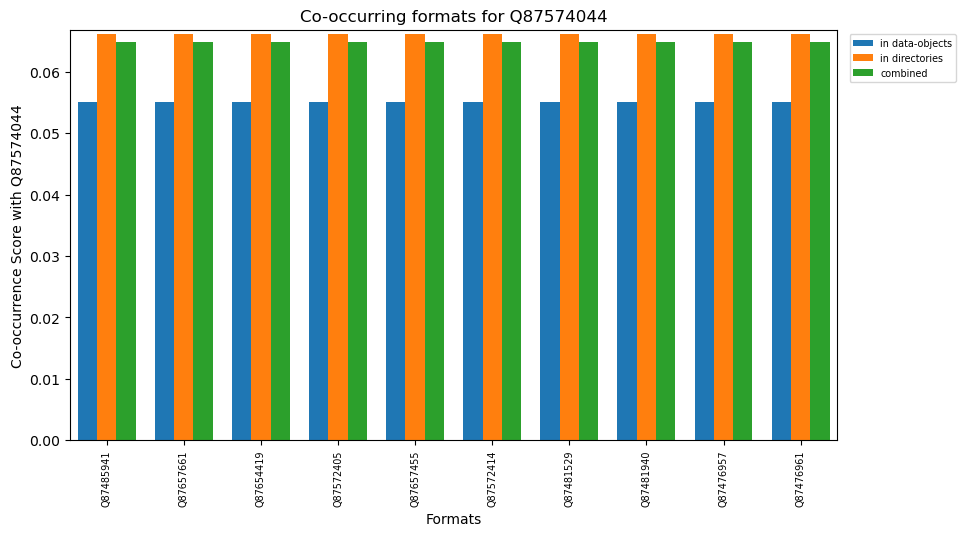 Co-occurring formats for Q87574044
in data-objects
in directories
combined
Co-occurrence Score with Q87574044
0.06
0.05
0.04
0.03
0.02
0.01
0.00
Q87485941
Q87657661
Q87654419
Q87572405
Q87657455
Q87572414
Q87481529
Q87481940
Q87476957
Q87476961
Formats